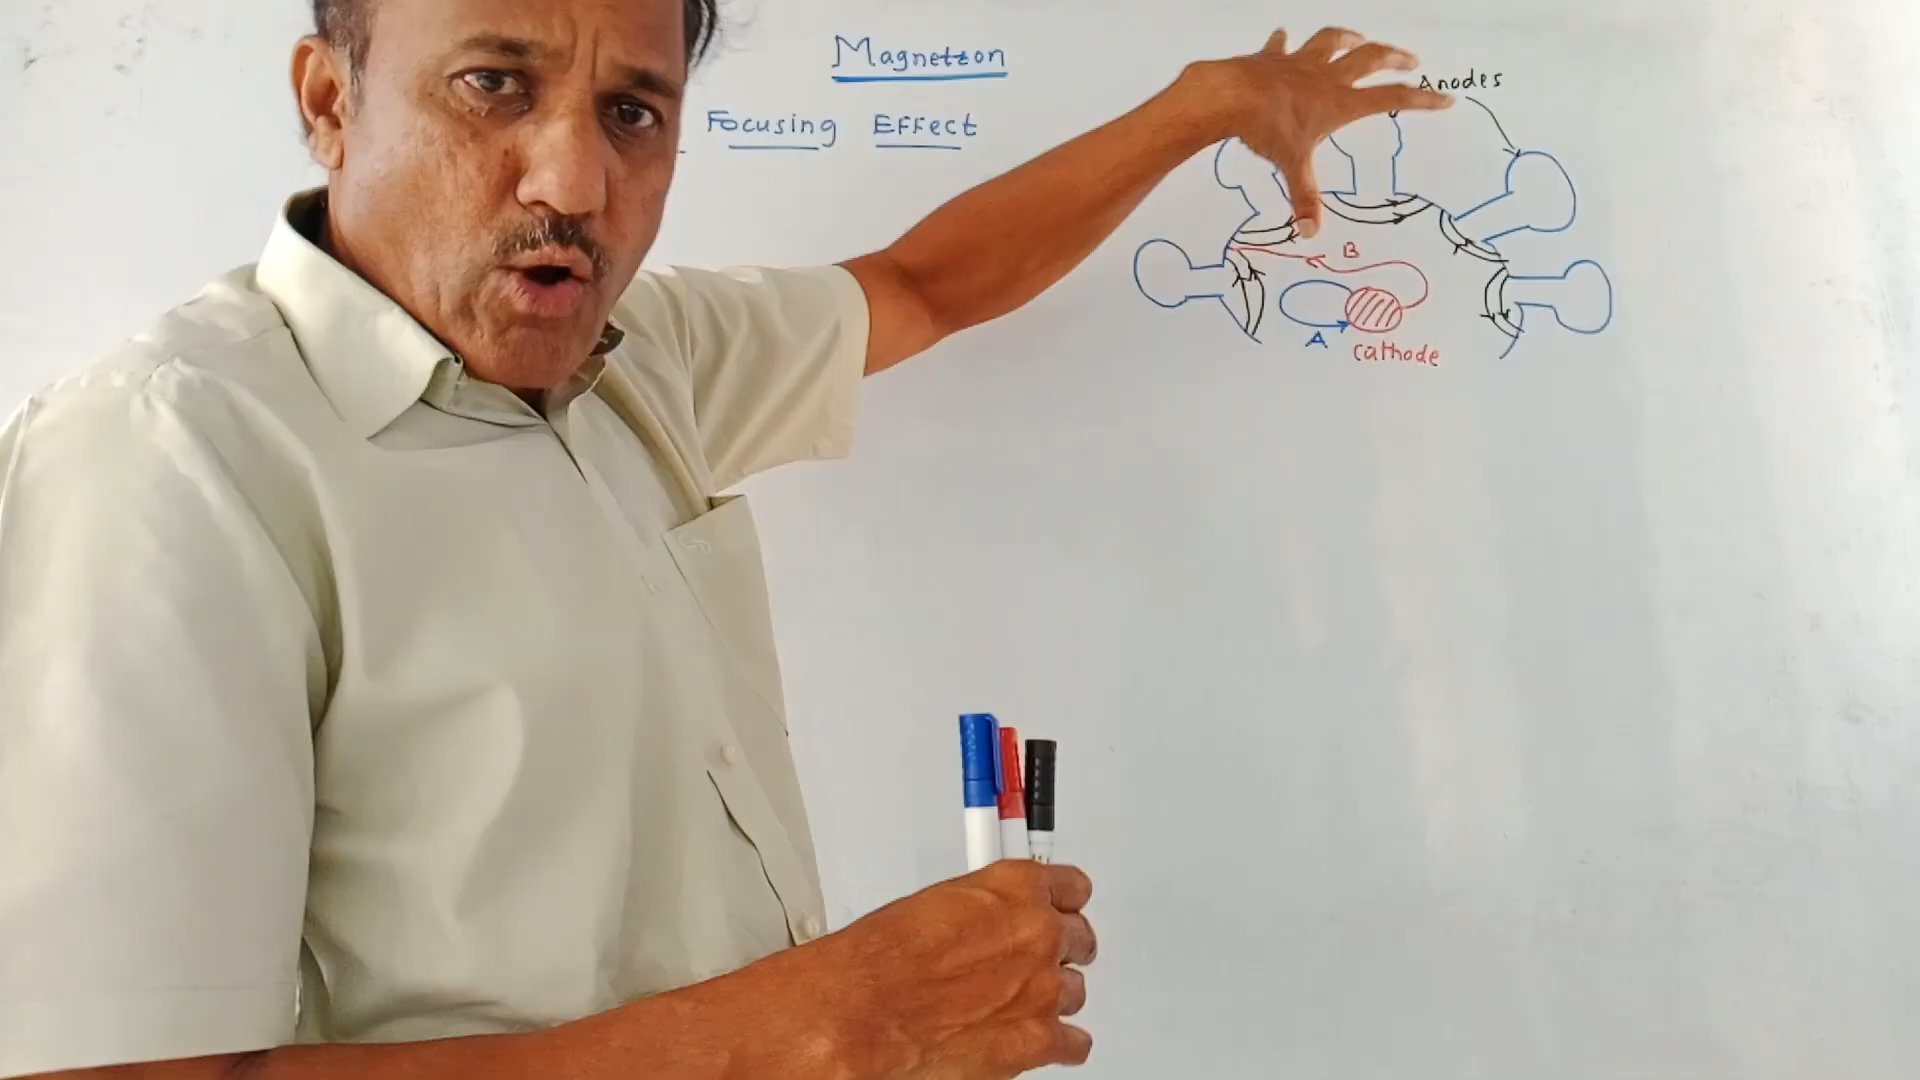 Magnetron
Focusing Effect
Anodes
B
A
cathode